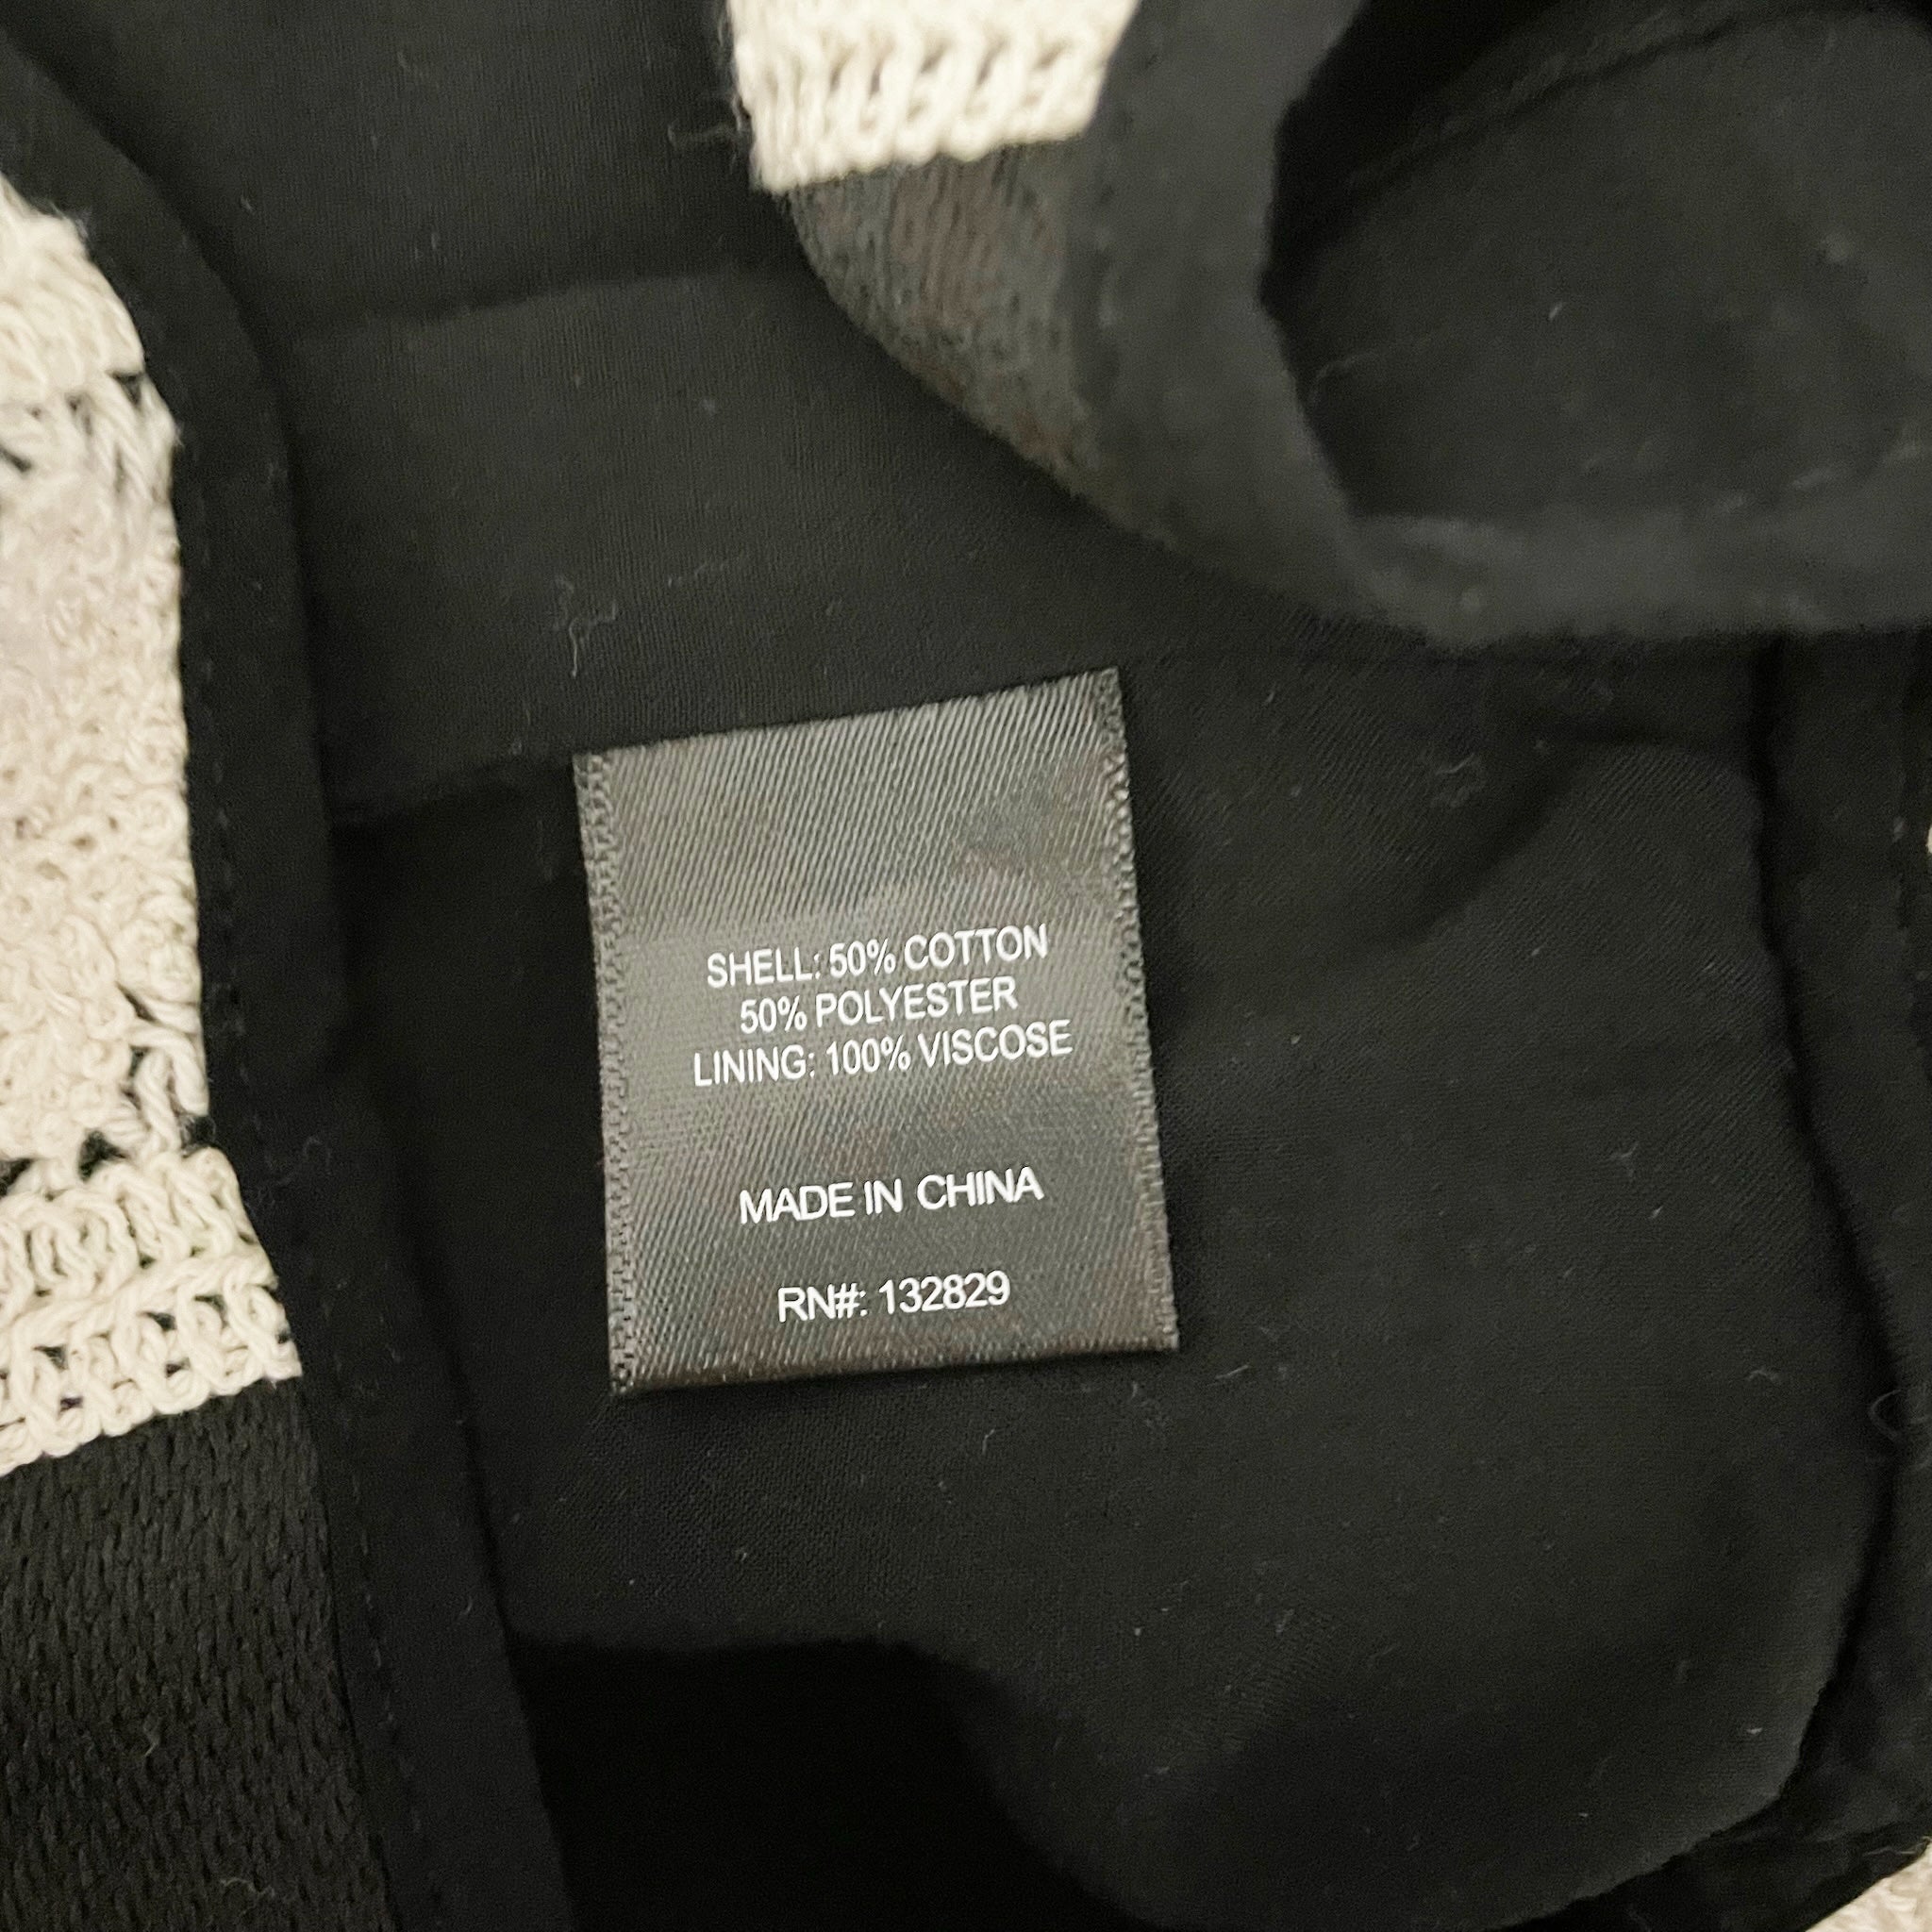 SHELL: 50% COTTON
50% POLYESTER
LINING: 100% VISCOSE
MADE IN CHINA
RN#: 132829